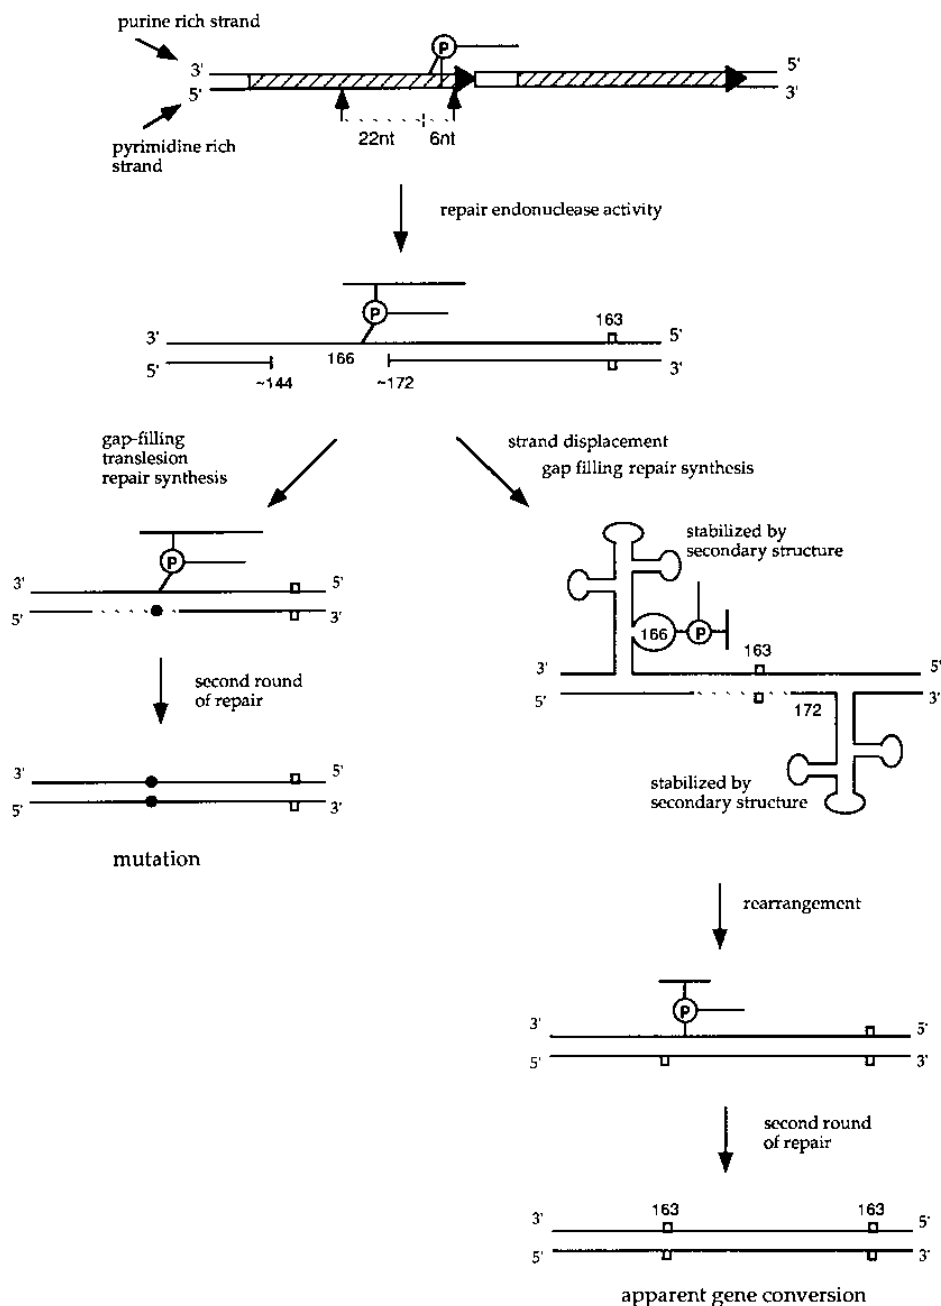 purine rich strand
P
3' 5'
5' 3'
22nt 6nt
pyrimidine rich
strand
repair endonuclease activity
P
163
3' 5'
166
5' 3'
~144 ~172
gap-filling
translesion
repair synthesis
strand displacement
gap filling repair synthesis
stabilized by
secondary structure
P
3' 5'
5' 3'
166 P
163
3' 5'
5' 3'
172
second round
of repair
stabilized by
secondary structure
3' 5'
5' 3'
mutation
rearrangement
P
3' 5'
5' 3'
second round
of repair
163 163
3' 5'
5' 3'
apparent gene conversion